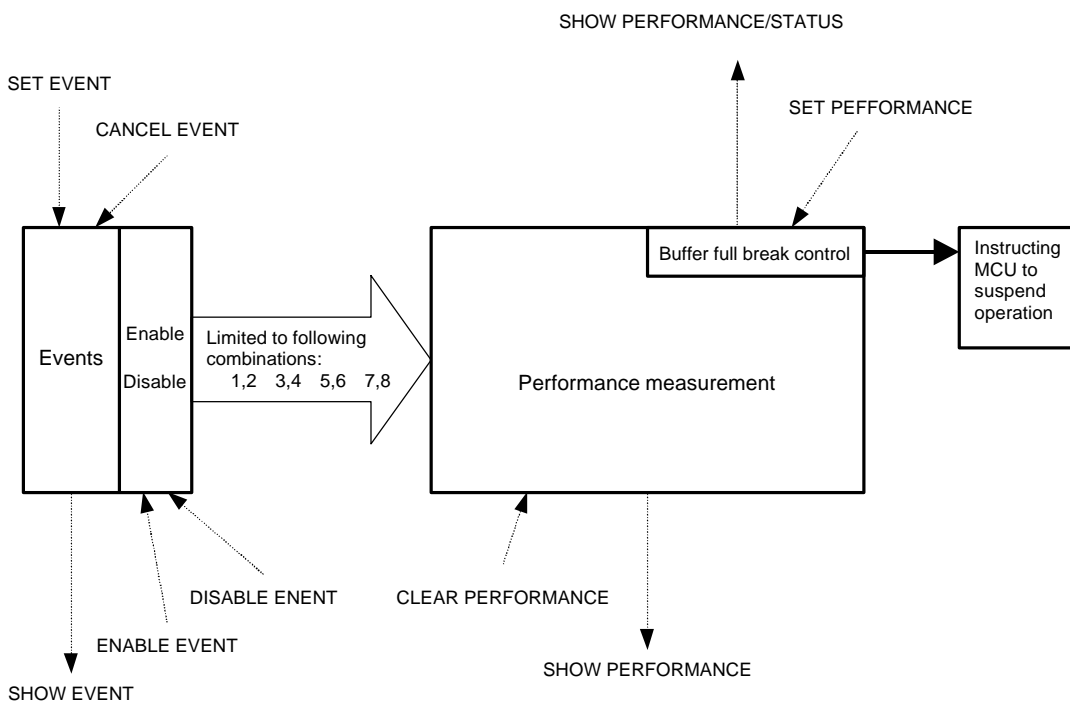 SHOW PERFORMANCE/STATUS
SET EVENT
SET PEFFORMANCE
CANCEL EVENT
Buffer full break control
Instructing
MCU to
suspend
operation
Enable
Limited to following
combinations:
Events
Disable
1,2 3,4 5,6 7,8
Performance measurement
DISABLE ENENT
CLEAR PERFORMANCE
ENABLE EVENT
SHOW PERFORMANCE
SHOW EVENT